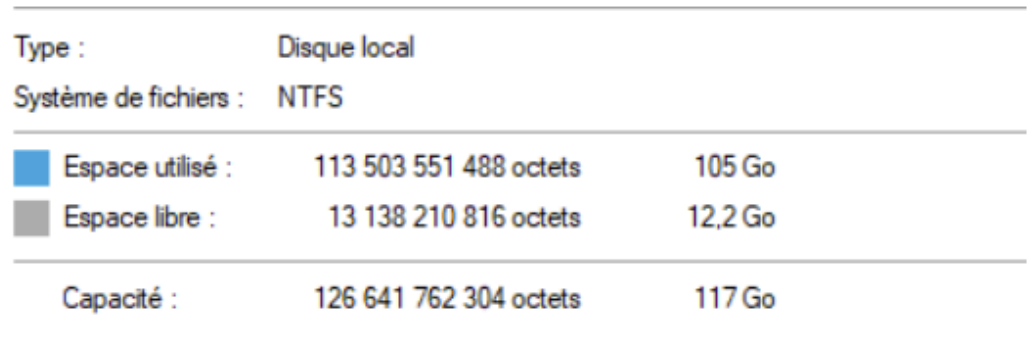 Type : Disque local
Système de fichiers : NTFS
Espace utilisé : 113 503 551 488 octets 105 Go
Espace libre : 13 138 210 816 octets 12,2 Go
Capacité : 126 641 762 304 octets 117 Go